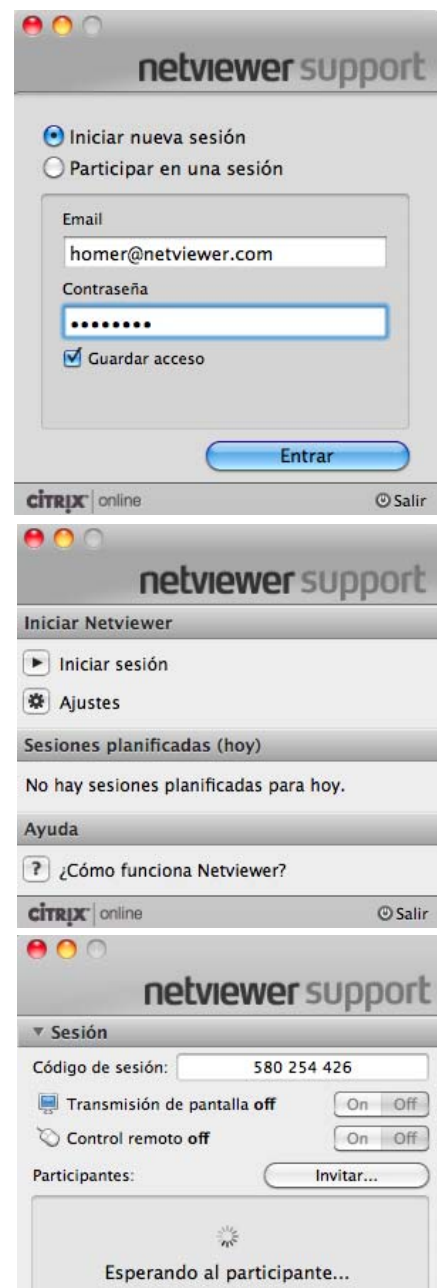 netviewer support
Iniciar nueva sesión
Participar en una sesión
Email
homer@netviewer.com
Contraseña
••••••••
Guardar acceso
Entrar
CITRIX online
Salir
netviewer support
Iniciar Netviewer
Iniciar sesión
Ajustes
Sesiones planificadas (hoy)
No hay sesiones planificadas para hoy.
Ayuda
? ¿Cómo funciona Netviewer?
CITRIX online
Salir
netviewer support
Sesión
Código de sesión: 580 254 426
Transmisión de pantalla off On Off
Control remoto off On Off
Participantes: Invitar...
Esperando al participante...